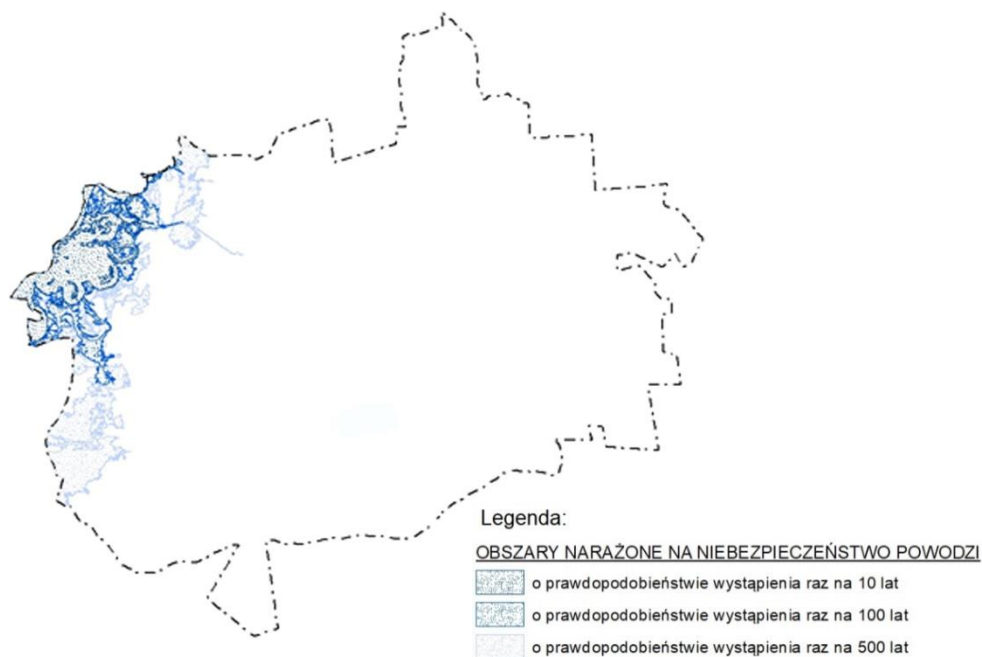 Legenda:
OBSZARY NARAŻONE NA NIEBEZPIECZEŃSTWO POWODZI
o prawdopodobieństwie wystąpienia raz na 10 lat
o prawdopodobieństwie wystąpienia raz na 100 lat
o prawdopodobieństwie wystąpienia raz na 500 lat